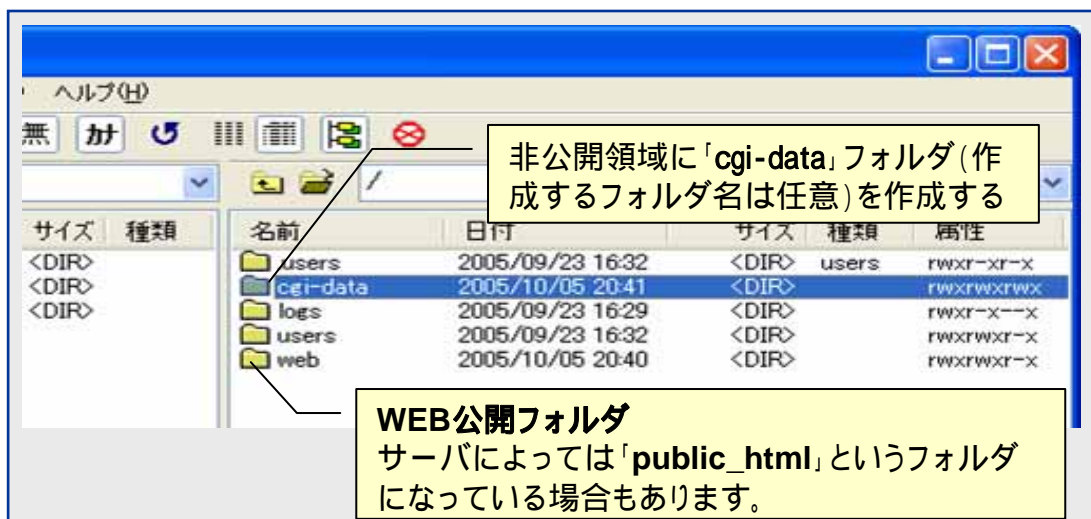 ヘルプ(H)
無 カナ
/
非公開領域に「cgi-data」フォルダ(作
成するフォルダ名は任意)を作成する
サイズ 種類
名前 日付 サイズ 種類 属性
<DIR>
<DIR>
<DIR>
users 2005/09/23 16:32 <DIR> users rwxr-xr-x
cgi-data 2005/10/05 20:41 <DIR> rwxrwxrwx
logs 2005/09/23 16:29 <DIR> rwxr-x--x
users 2005/09/23 16:32 <DIR> rwxrwxr-x
web 2005/10/05 20:40 <DIR> rwxrwxr-x
WEB公開フォルダ
サーバによっては「public_html」というフォルダ
になっている場合もあります。